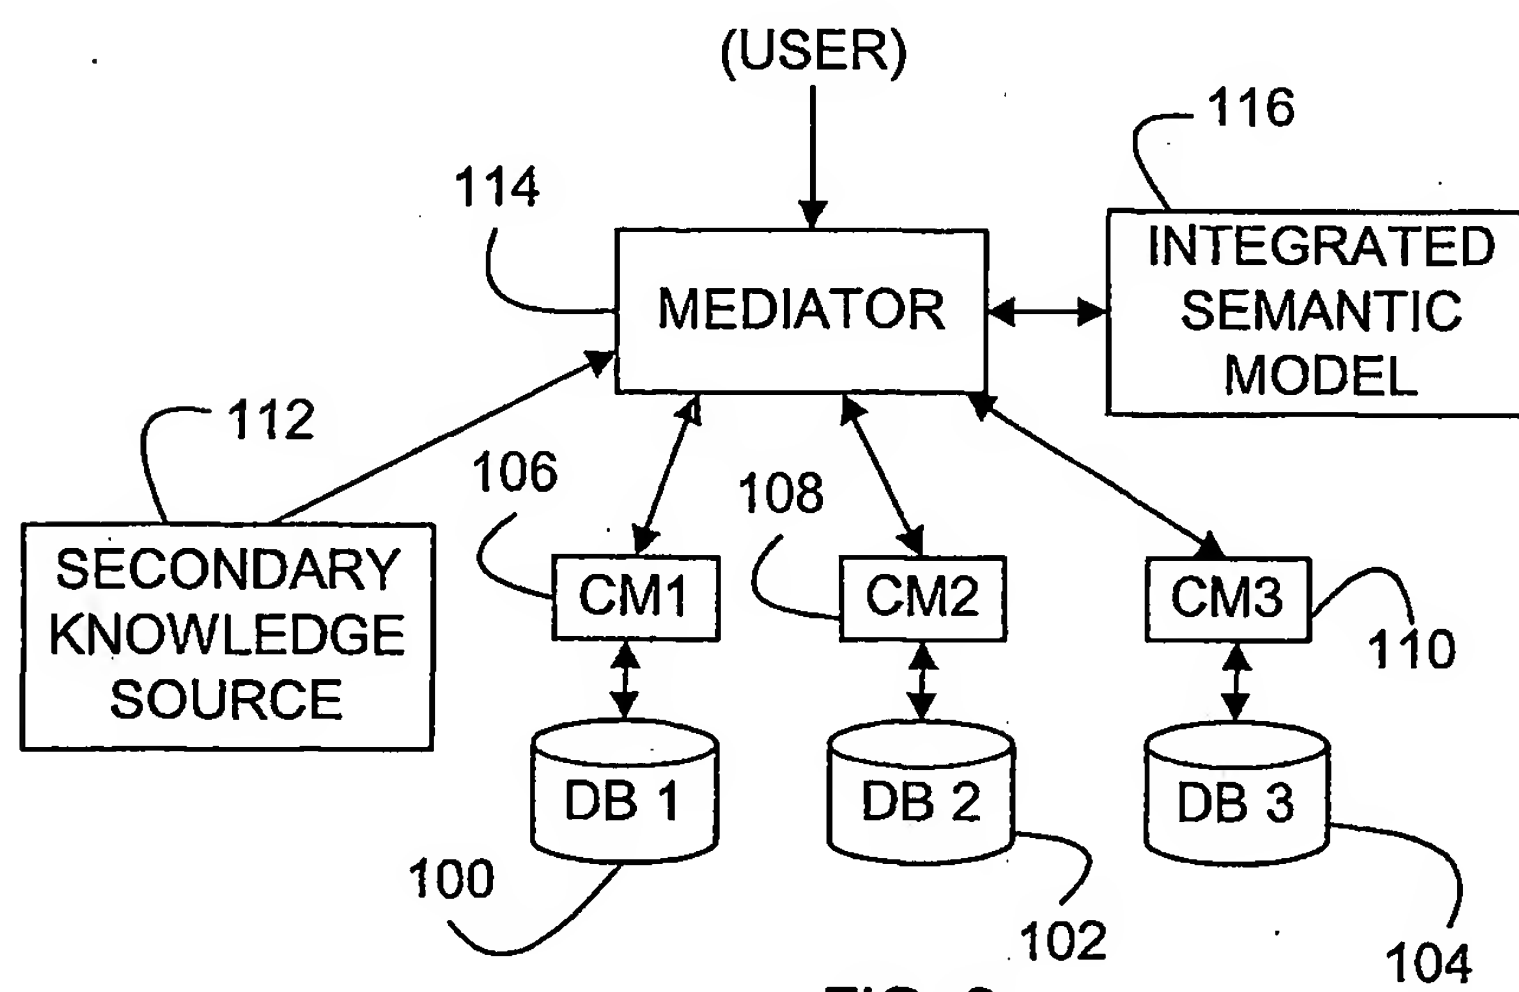 (USER)
116
114
INTEGRATED
SEMANTIC
MODEL
MEDIATOR
112
106
108
SECONDARY
KNOWLEDGE
SOURCE
CM1
CM2
CM3
110
DB 1
DB 2
DB 3
100
102
104